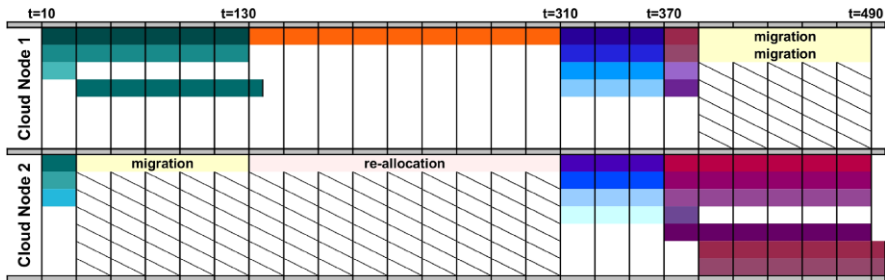 t=10 t=130 t=310 t=370 t=490
Cloud Node 1
migration
migration
Cloud Node 2
migration re-allocation